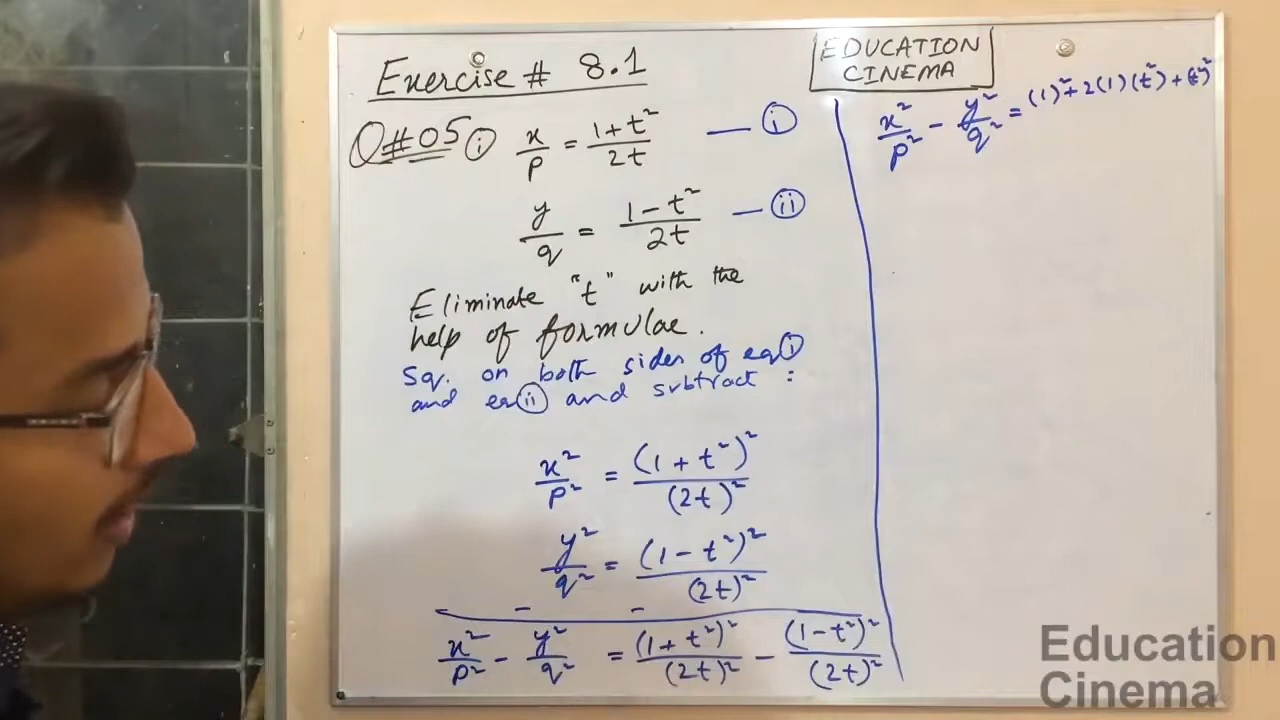 Exercise # 8.1
Q#05 (i) x/p = (1+t²)/2t — (i)
y/q = (1-t²)/2t — (ii)
Eliminate "t" with the
help of formulae.
Sq. on both sides of eq(i)
and eq(ii) and subtract :
x²/p² = (1+t²)²/(2t)²
y²/q² = (1-t²)²/(2t)²
- -
x²/p² - y²/q² = (1+t²)²/(2t)² - (1-t²)²/(2t)²
EDUCATION
CINEMA
x²/p² - y²/q² = (1)²+2(1)(t²)+(t²)²
Education
Cinema